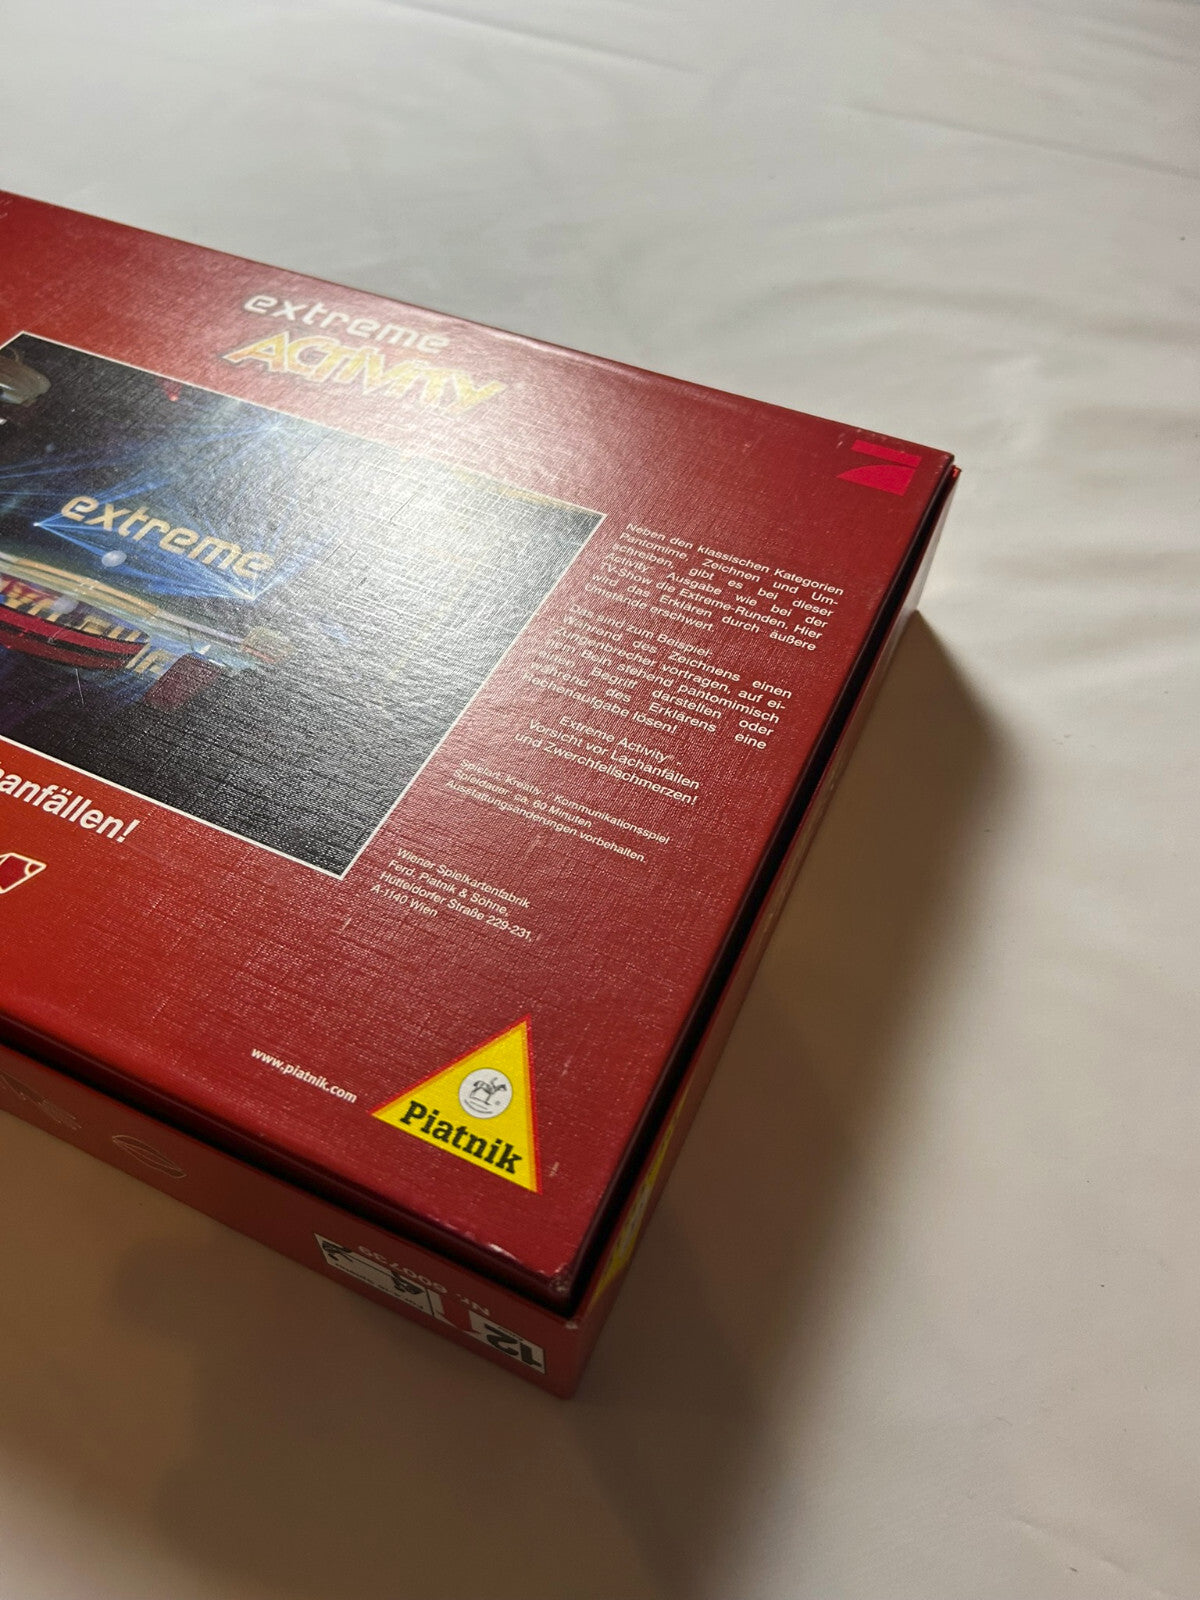 extreme
ACTIVITY
extreme
Neben den klassischen Kategorien
Pantomime, Zeichnen und Um-
schreiben, gibt es bei dieser
Activity Ausgabe wie bei der
TV-Show die Extreme-Runden. Hier
wird das Erklären durch äußere
Umstände erschwert.
Das sind zum Beispiel:
Während des Zeichnens einen
Zungenbrecher vortragen, auf ei-
nem Bein stehend pantomimisch
einen Begriff darstellen oder
während des Erklärens eine
Rechenaufgabe lösen!
Extreme Activity -
Vorsicht vor Lachanfällen
und Zwerchfellschmerzen!
Spielart: Kreativ- / Kommunikationsspiel
Spieldauer: ca. 60 Minuten
Ausstattungsänderungen vorbehalten.
hanfällen!
Wiener Spielkartenfabrik
Ferd. Piatnik & Söhne,
Hütteldorfer Straße 229-231,
A-1140 Wien
www.piatnik.com
Piatnik
Nr. 600739
12